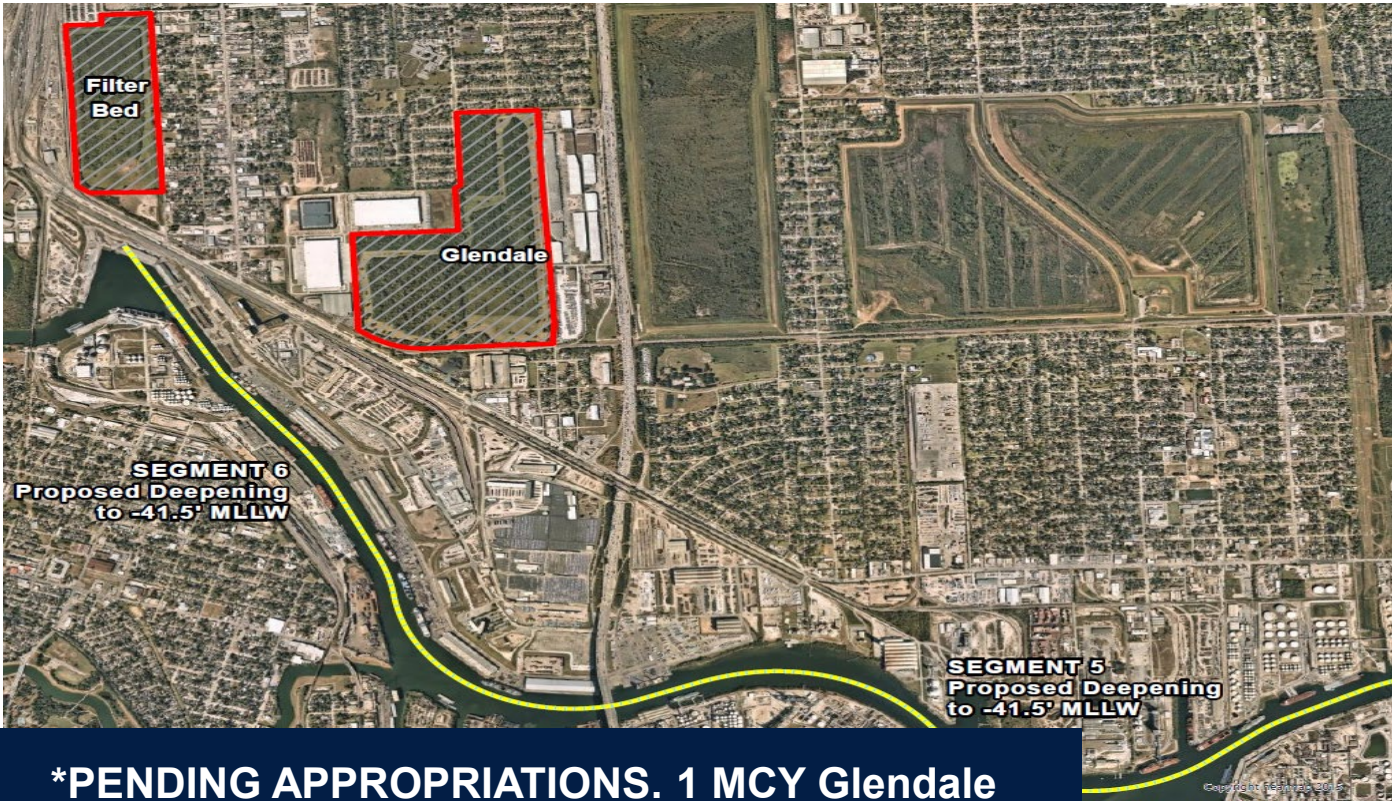 Filter
Bed
Glendale
SEGMENT 6
Proposed Deepening
to -41.5' MLLW
SEGMENT 5
Proposed Deepening
to -41.5' MLLW
*PENDING APPROPRIATIONS. 1 MCY Glendale
Copyright